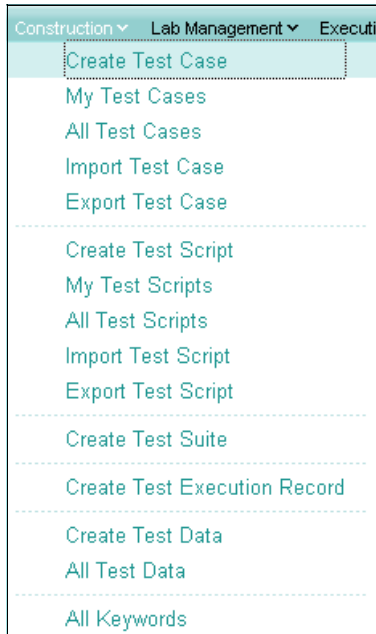 Construction Lab Management Executi
Create Test Case
My Test Cases
All Test Cases
Import Test Case
Export Test Case
Create Test Script
My Test Scripts
All Test Scripts
Import Test Script
Export Test Script
Create Test Suite
Create Test Execution Record
Create Test Data
All Test Data
All Keywords